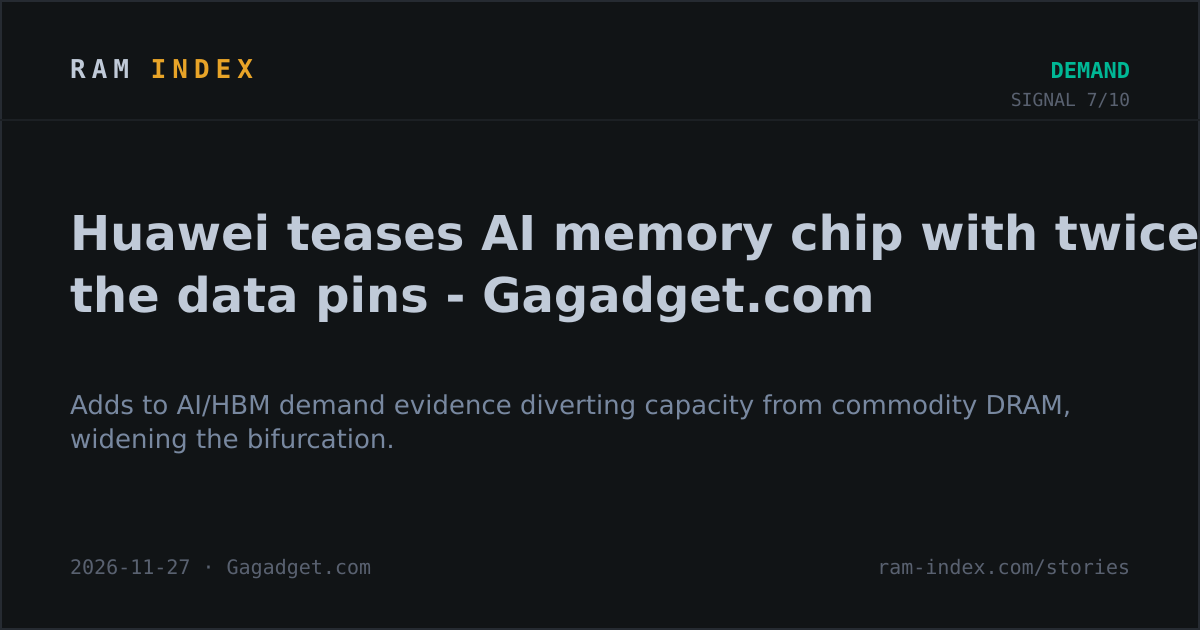 RAM INDEX
DEMAND
SIGNAL 7/10
Huawei teases AI memory chip with twice
the data pins - Gagadget.com
Adds to AI/HBM demand evidence diverting capacity from commodity DRAM,
widening the bifurcation.
2026-11-27 · Gagadget.com
ram-index.com/stories